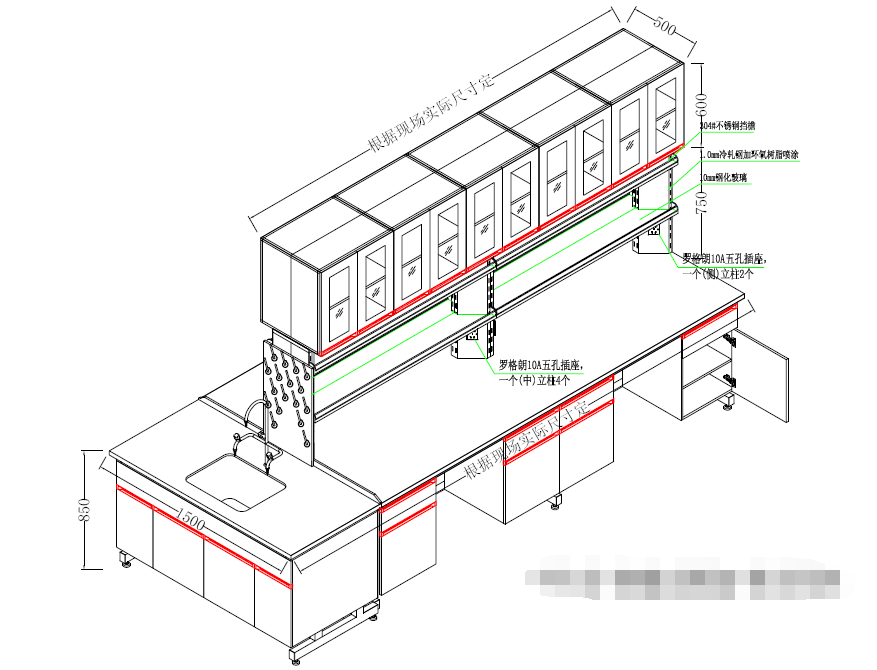 500
根据现场实际尺寸定
600
304#不锈钢挡檐
1.0mm冷轧钢加环氧树脂喷涂
10mm钢化玻璃
750
罗格朗10A五孔插座,
一个(侧)立柱2个
罗格朗10A五孔插座,
一个(中)立柱4个
根据现场实际尺寸定
850
1500